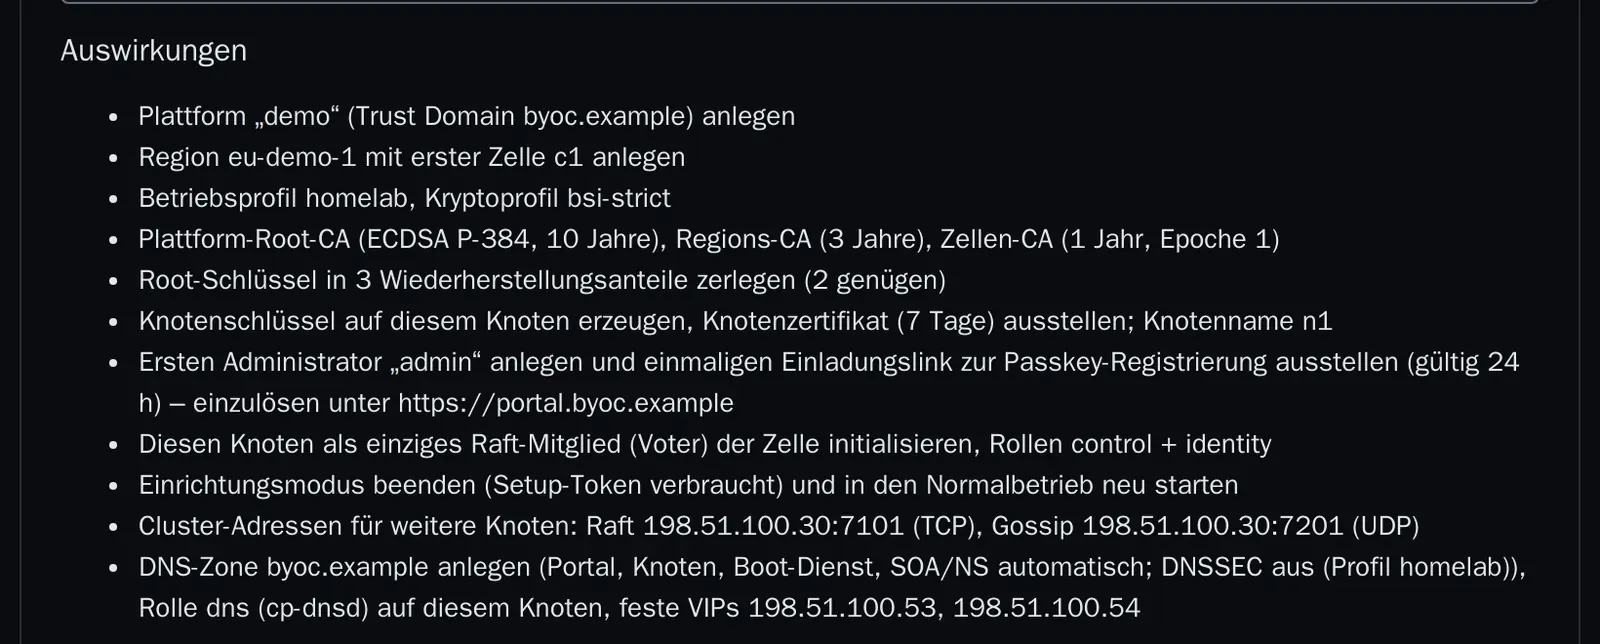 Auswirkungen
• Plattform „demo“ (Trust Domain byoc.example) anlegen
• Region eu-demo-1 mit erster Zelle c1 anlegen
• Betriebsprofil homelab, Kryptoprofil bsi-strict
• Plattform-Root-CA (ECDSA P-384, 10 Jahre), Regions-CA (3 Jahre), Zellen-CA (1 Jahr, Epoche 1)
• Root-Schlüssel in 3 Wiederherstellungsanteile zerlegen (2 genügen)
• Knotenschlüssel auf diesem Knoten erzeugen, Knotenzertifikat (7 Tage) ausstellen; Knotenname n1
• Ersten Administrator „admin“ anlegen und einmaligen Einladungslink zur Passkey-Registrierung ausstellen (gültig 24
h) – einzulösen unter https://portal.byoc.example
• Diesen Knoten als einziges Raft-Mitglied (Voter) der Zelle initialisieren, Rollen control + identity
• Einrichtungsmodus beenden (Setup-Token verbraucht) und in den Normalbetrieb neu starten
• Cluster-Adressen für weitere Knoten: Raft 198.51.100.30:7101 (TCP), Gossip 198.51.100.30:7201 (UDP)
• DNS-Zone byoc.example anlegen (Portal, Knoten, Boot-Dienst, SOA/NS automatisch; DNSSEC aus (Profil homelab)),
Rolle dns (cp-dnsd) auf diesem Knoten, feste VIPs 198.51.100.53, 198.51.100.54